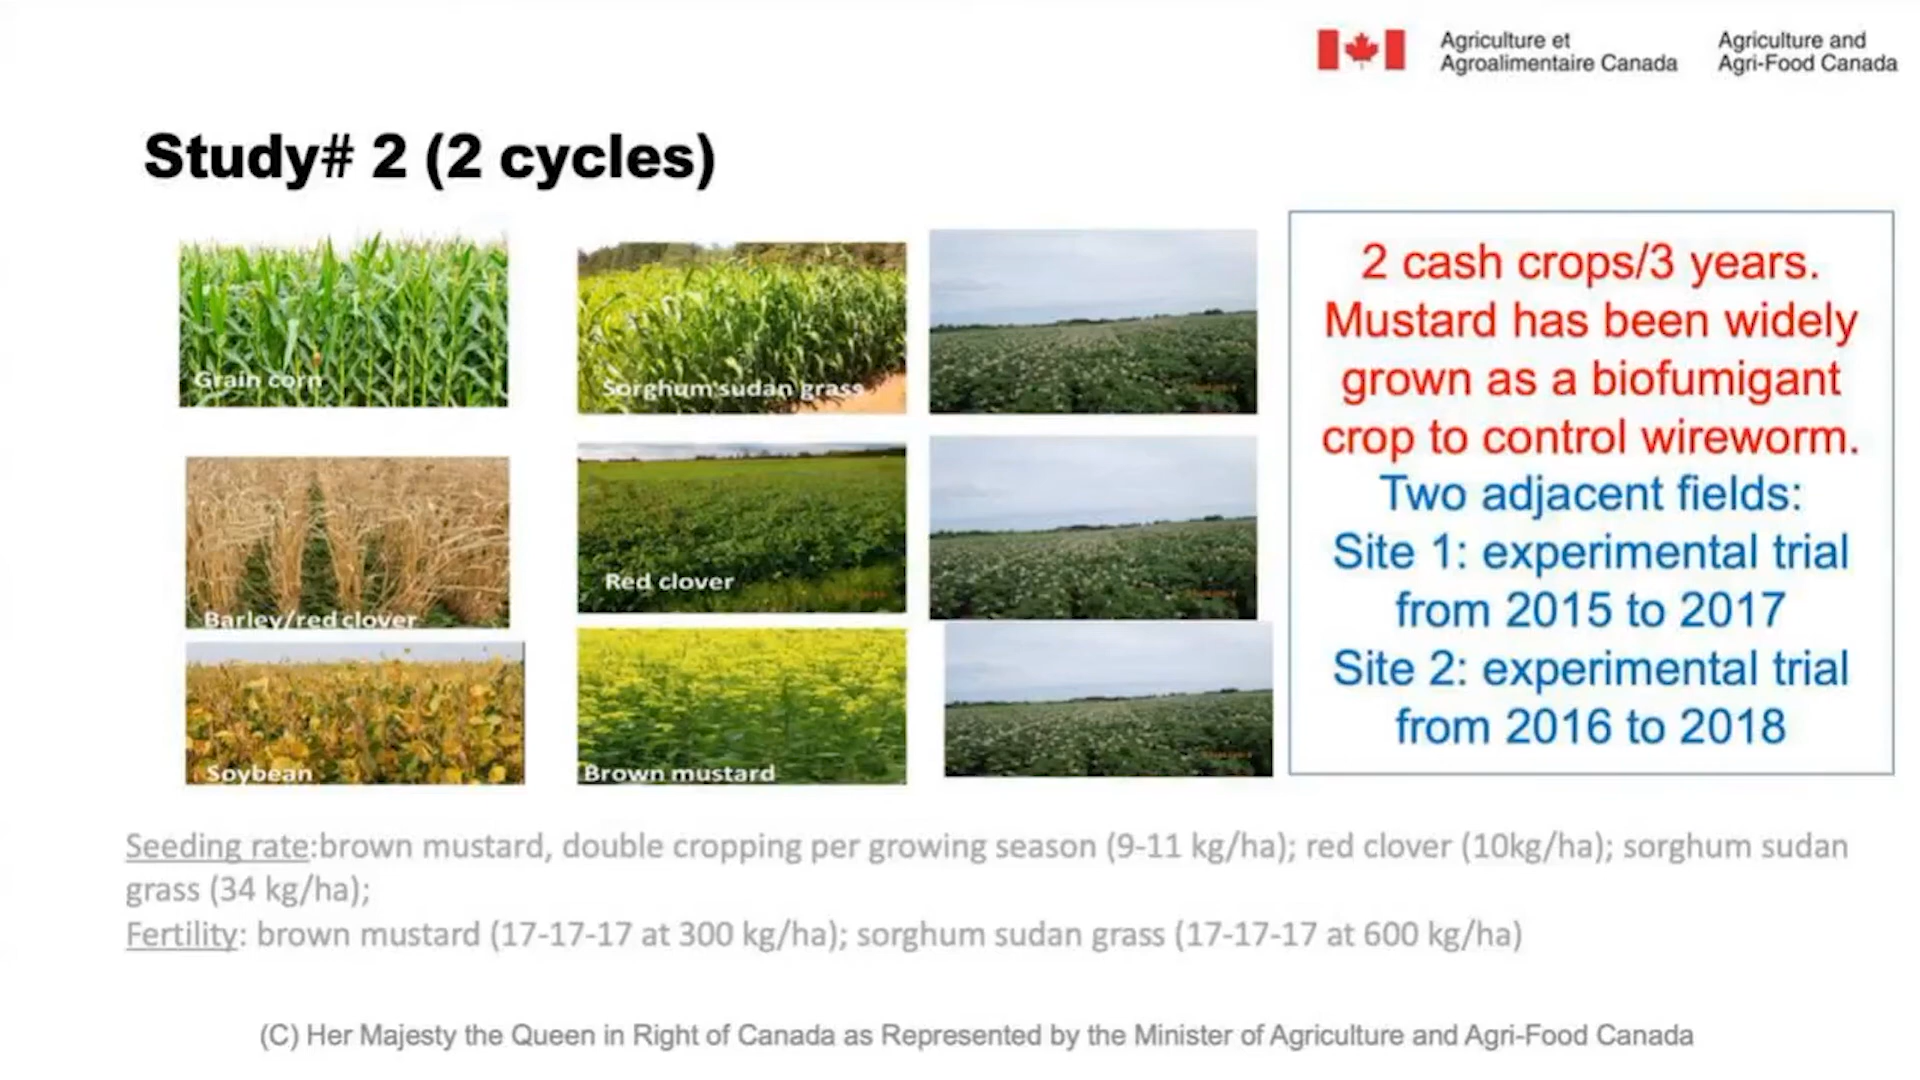 Agriculture et
Agroalimentaire Canada
Agriculture and
Agri-Food Canada
Study# 2 (2 cycles)
Grain corn
Sorghum sudan grass
Barley/red clover
Red clover
Soybean
Brown mustard
2 cash crops/3 years.
Mustard has been widely
grown as a biofumigant
crop to control wireworm.
Two adjacent fields:
Site 1: experimental trial
from 2015 to 2017
Site 2: experimental trial
from 2016 to 2018
Seeding rate:brown mustard, double cropping per growing season (9-11 kg/ha); red clover (10kg/ha); sorghum sudan
grass (34 kg/ha);
Fertility: brown mustard (17-17-17 at 300 kg/ha); sorghum sudan grass (17-17-17 at 600 kg/ha)
(C) Her Majesty the Queen in Right of Canada as Represented by the Minister of Agriculture and Agri-Food Canada